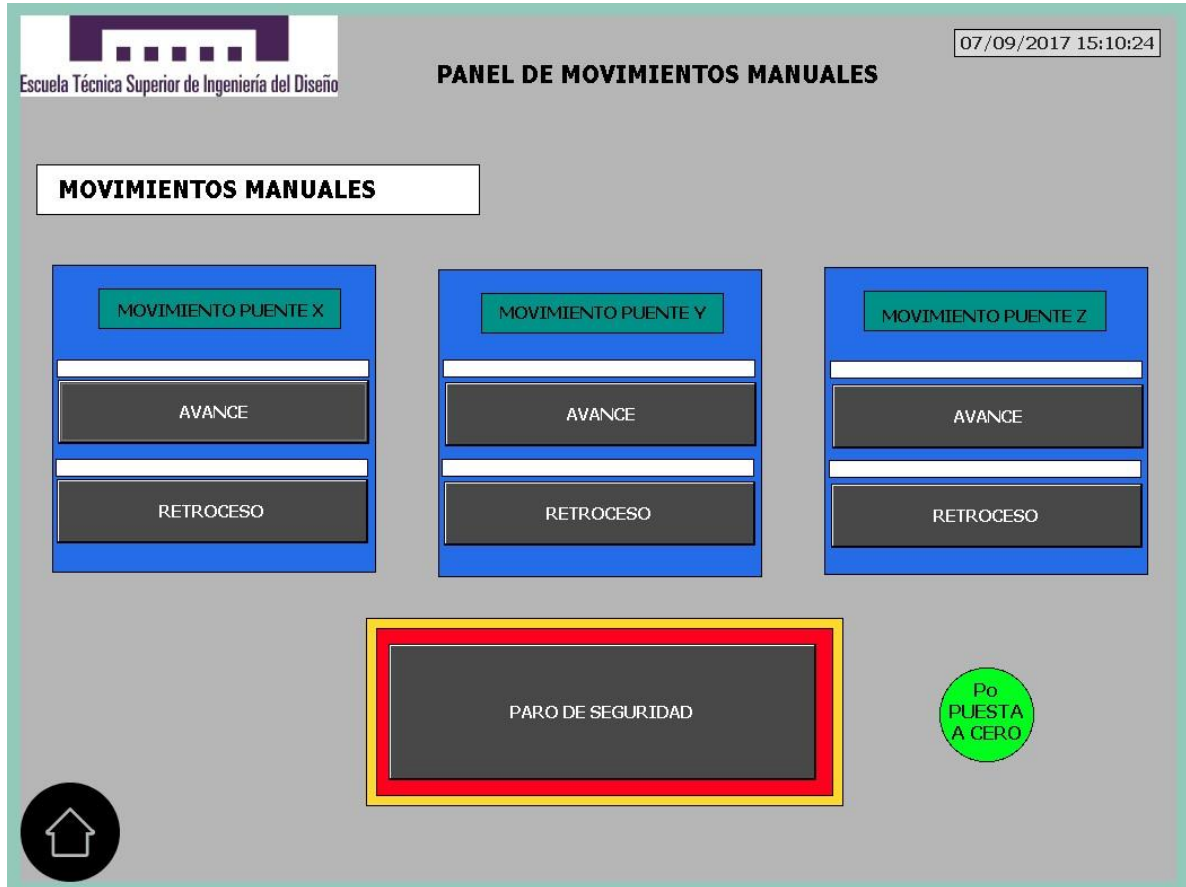 Escuela Técnica Superior de Ingeniería del Diseño
07/09/2017 15:10:24
PANEL DE MOVIMIENTOS MANUALES
MOVIMIENTOS MANUALES
MOVIMIENTO PUENTE X
AVANCE
RETROCESO
MOVIMIENTO PUENTE Y
AVANCE
RETROCESO
MOVIMIENTO PUENTE Z
AVANCE
RETROCESO
PARO DE SEGURIDAD
Po
PUESTA
A CERO